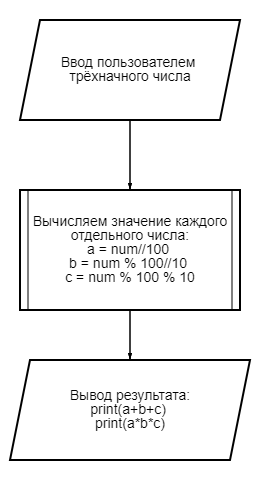 Ввод пользователем
трёхначного числа
Вычисляем значение каждого
отдельного числа:
a = num//100
b = num % 100//10
c = num % 100 % 10
Вывод результата:
print(a+b+c)
print(a*b*c)